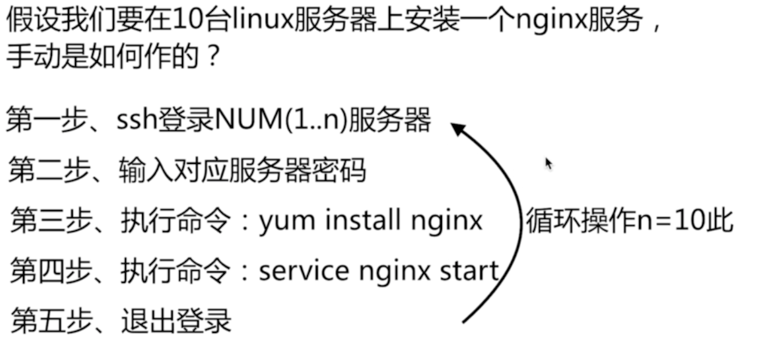 假设我们要在10台linux服务器上安装一个nginx服务，
手动是如何作的？
第一步、ssh登录NUM(1..n)服务器
第二步、输入对应服务器密码
第三步、执行命令：yum install nginx
循环操作n=10此
第四步、执行命令：service nginx start
第五步、退出登录